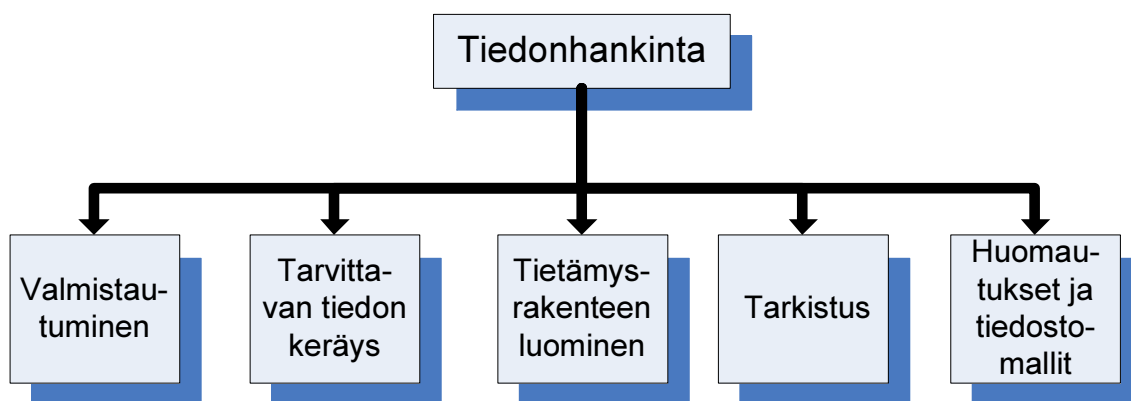 Tiedonhankinta
Valmistau-
tuminen
Tarvitta-
van tiedon
keräys
Tietämys-
rakenteen
luominen
Tarkistus
Huomau-
tukset ja
tiedosto-
mallit